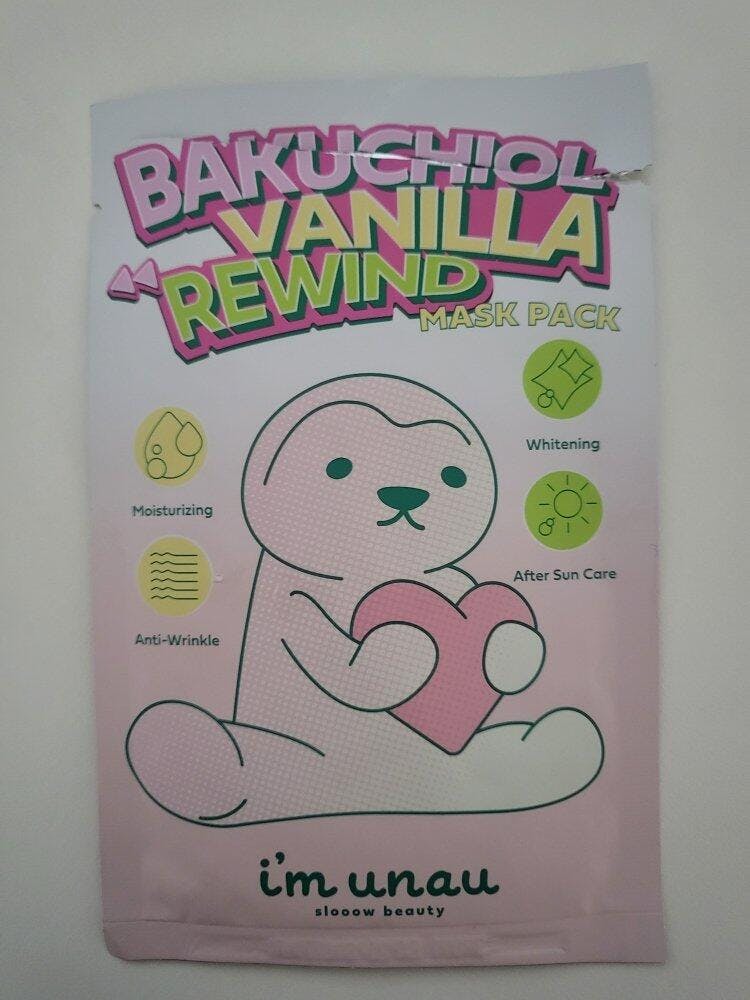 BAKUCHIOL
VANILLA
REWIND
MASK PACK
Whitening
Moisturizing
After Sun Care
Anti-Wrinkle
i'm unau
slooow beauty